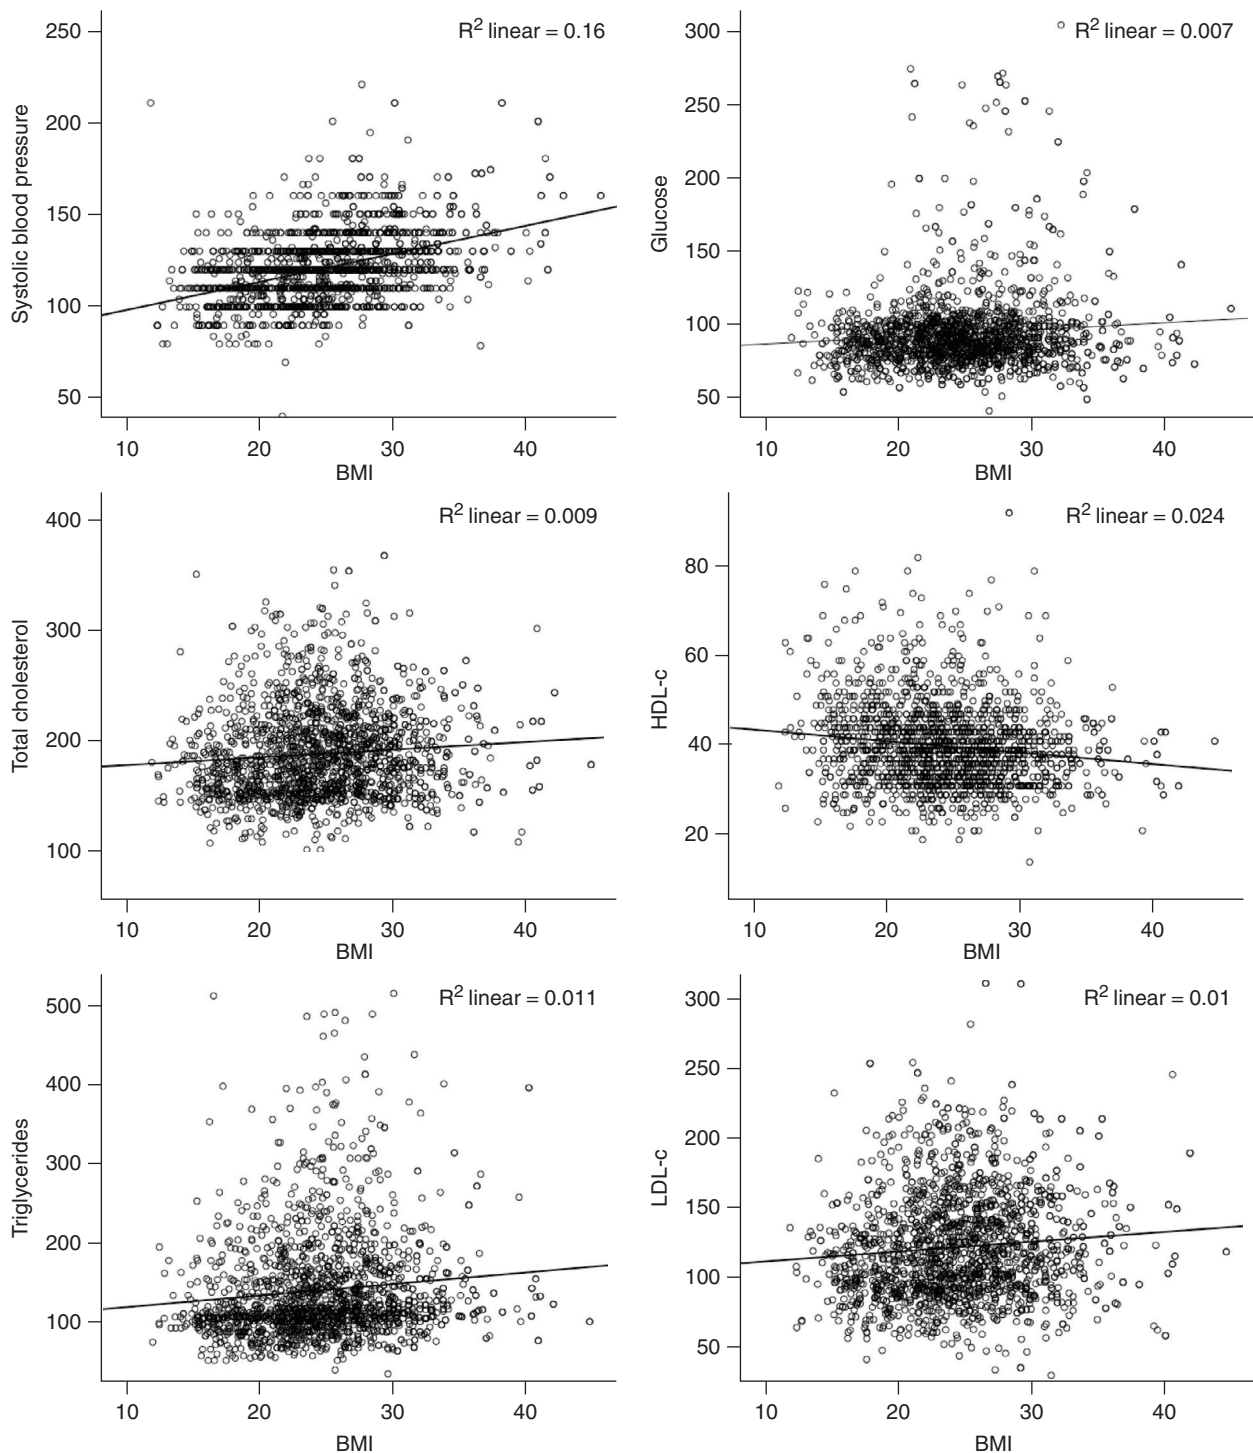 R² linear = 0.16
Systolic blood pressure
250
200
150
100
50
10 20 30 40
BMI
R² linear = 0.007
Glucose
300
250
200
150
100
50
10 20 30 40
BMI
R² linear = 0.009
Total cholesterol
400
300
200
100
10 20 30 40
BMI
R² linear = 0.024
HDL-c
80
60
40
20
10 20 30 40
BMI
R² linear = 0.011
Triglycerides
500
400
300
200
100
10 20 30 40
BMI
R² linear = 0.01
LDL-c
300
250
200
150
100
50
10 20 30 40
BMI